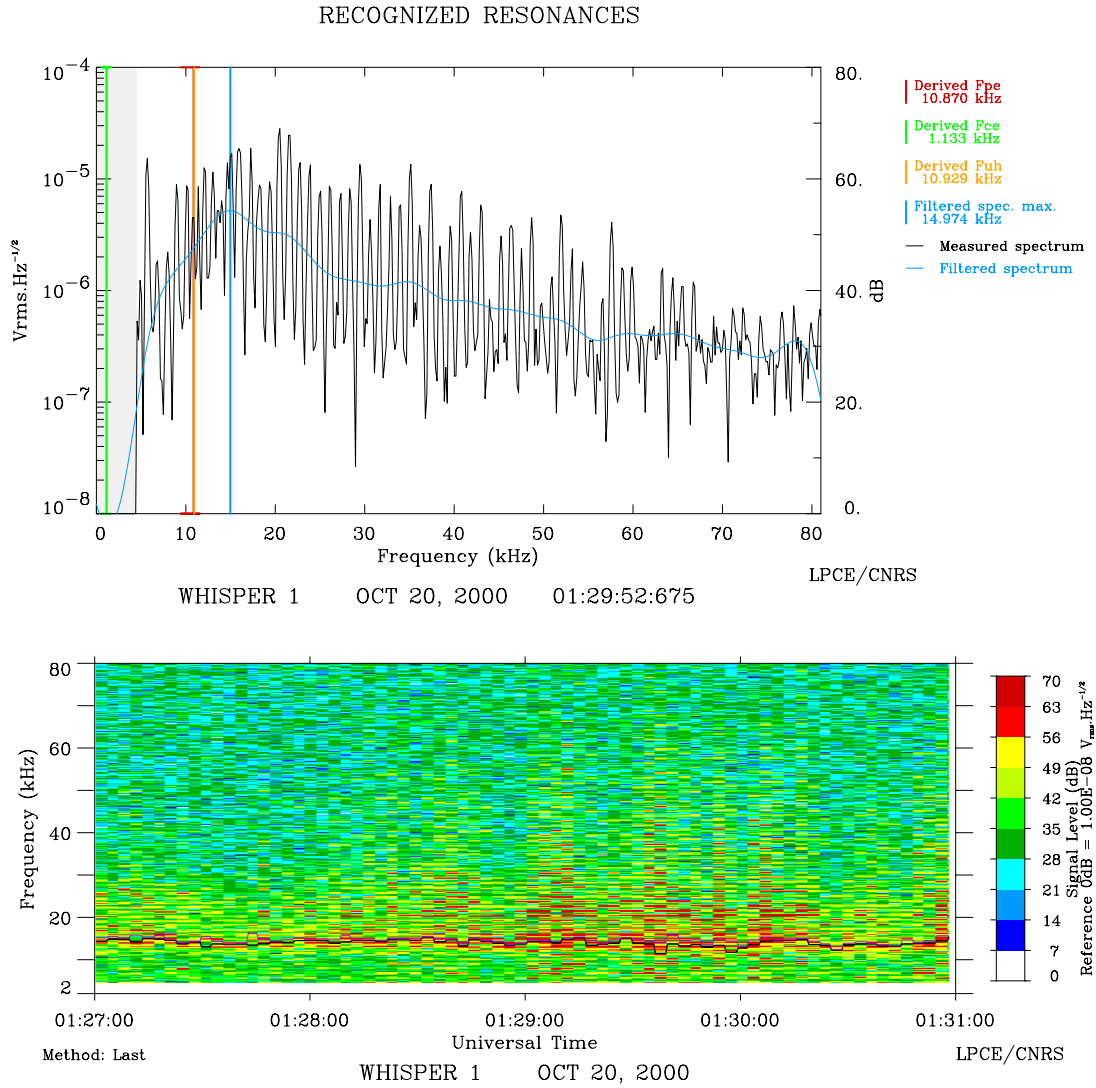 RECOGNIZED RESONANCES
10−4
10−5
10−6
10−7
10−8
Vrms.Hz−1/2
80.
60.
40.
20.
0.
dB
0 10 20 30 40 50 60 70 80
Frequency (kHz)
Derived Fpe
10.870 kHz
Derived Fce
1.133 kHz
Derived Fuh
10.929 kHz
Filtered spec. max.
14.974 kHz
Measured spectrum
Filtered spectrum
LPCE/CNRS
WHISPER 1 OCT 20, 2000 01:29:52:675
80
60
40
20
2
Frequency (kHz)
01:27:00 01:28:00 01:29:00 01:30:00 01:31:00
Universal Time
70
63
56
49
42
35
28
21
14
7
0
Signal Level (dB)
Reference 0dB = 1.00E−08 Vrms.Hz−1/2
Method: Last
LPCE/CNRS
WHISPER 1 OCT 20, 2000